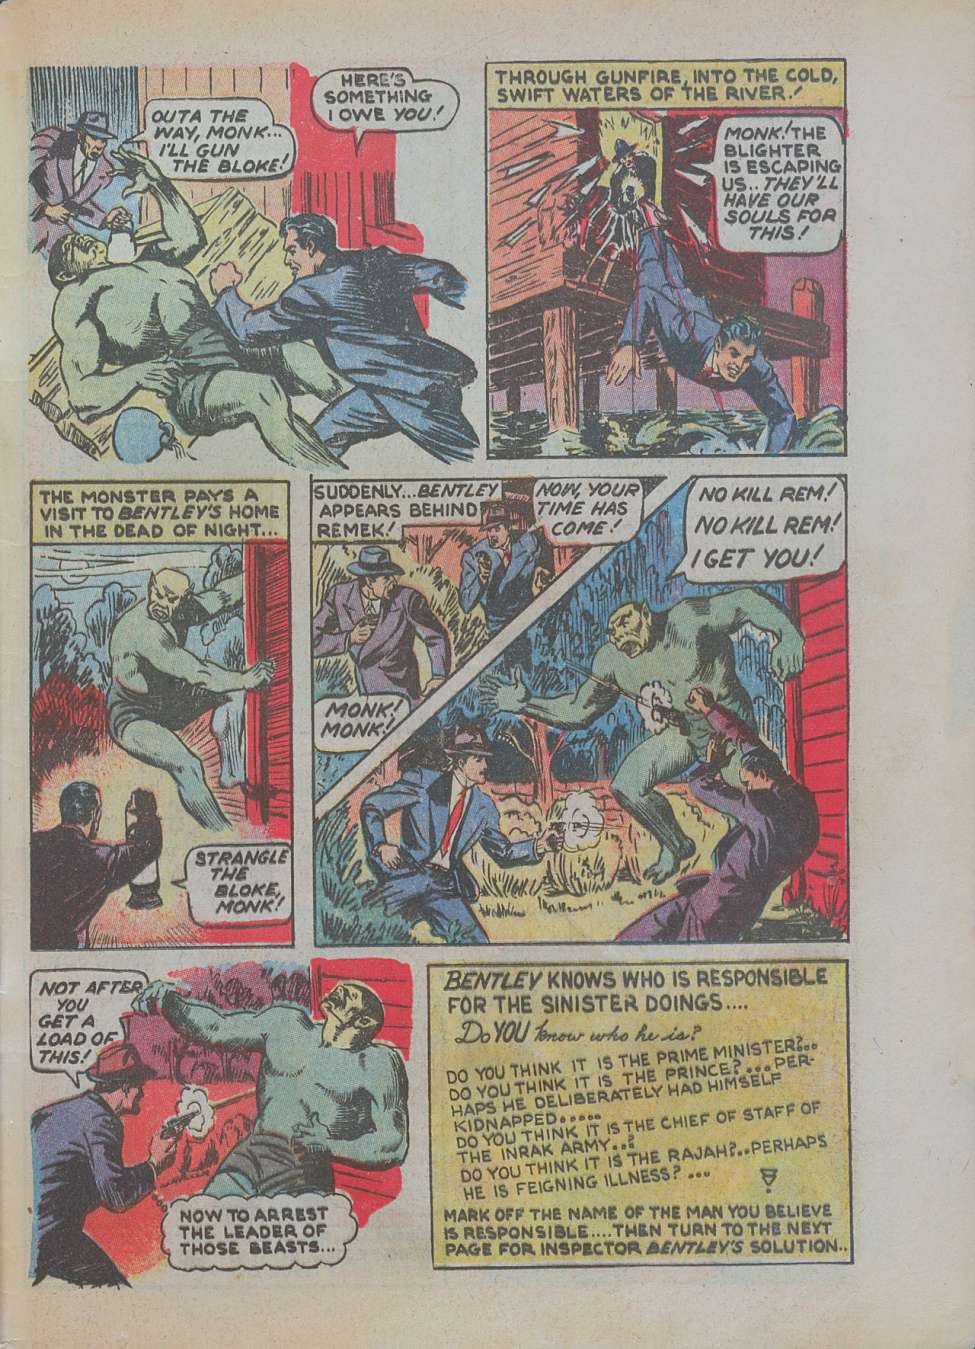 OUTA THE
WAY, MONK...
I'LL GUN
THE BLOKE!
HERE'S
SOMETHING
I OWE YOU!
THROUGH GUNFIRE, INTO THE COLD,
SWIFT WATERS OF THE RIVER!
MONK! THE
BLIGHTER
IS ESCAPING
US.. THEY'LL
HAVE OUR
SOULS FOR
THIS!
THE MONSTER PAYS A
VISIT TO BENTLEY'S HOME
IN THE DEAD OF NIGHT...
STRANGLE
THE
BLOKE,
MONK!
SUDDENLY...BENTLEY
APPEARS BEHIND
REMEK!
NOW, YOUR
TIME HAS
COME!
MONK!
MONK!
NO KILL REM!
NO KILL REM!
I GET YOU!
NOT AFTER
YOU
GET A
LOAD OF
THIS!
NOW TO ARREST
THE LEADER OF
THOSE BEASTS...
BENTLEY KNOWS WHO IS RESPONSIBLE
FOR THE SINISTER DOINGS....
Do YOU know who he is?
DO YOU THINK IT IS THE PRIME MINISTER?...
DO YOU THINK IT IS THE PRINCE?...PER-
HAPS HE DELIBERATELY HAD HIMSELF
KIDNAPPED.....
DO YOU THINK IT IS THE CHIEF OF STAFF OF
THE INRAK ARMY..?
DO YOU THINK IT IS THE RAJAH?..PERHAPS
HE IS FEIGNING ILLNESS?...
MARK OFF THE NAME OF THE MAN YOU BELIEVE
IS RESPONSIBLE....THEN TURN TO THE NEXT
PAGE FOR INSPECTOR BENTLEY'S SOLUTION..